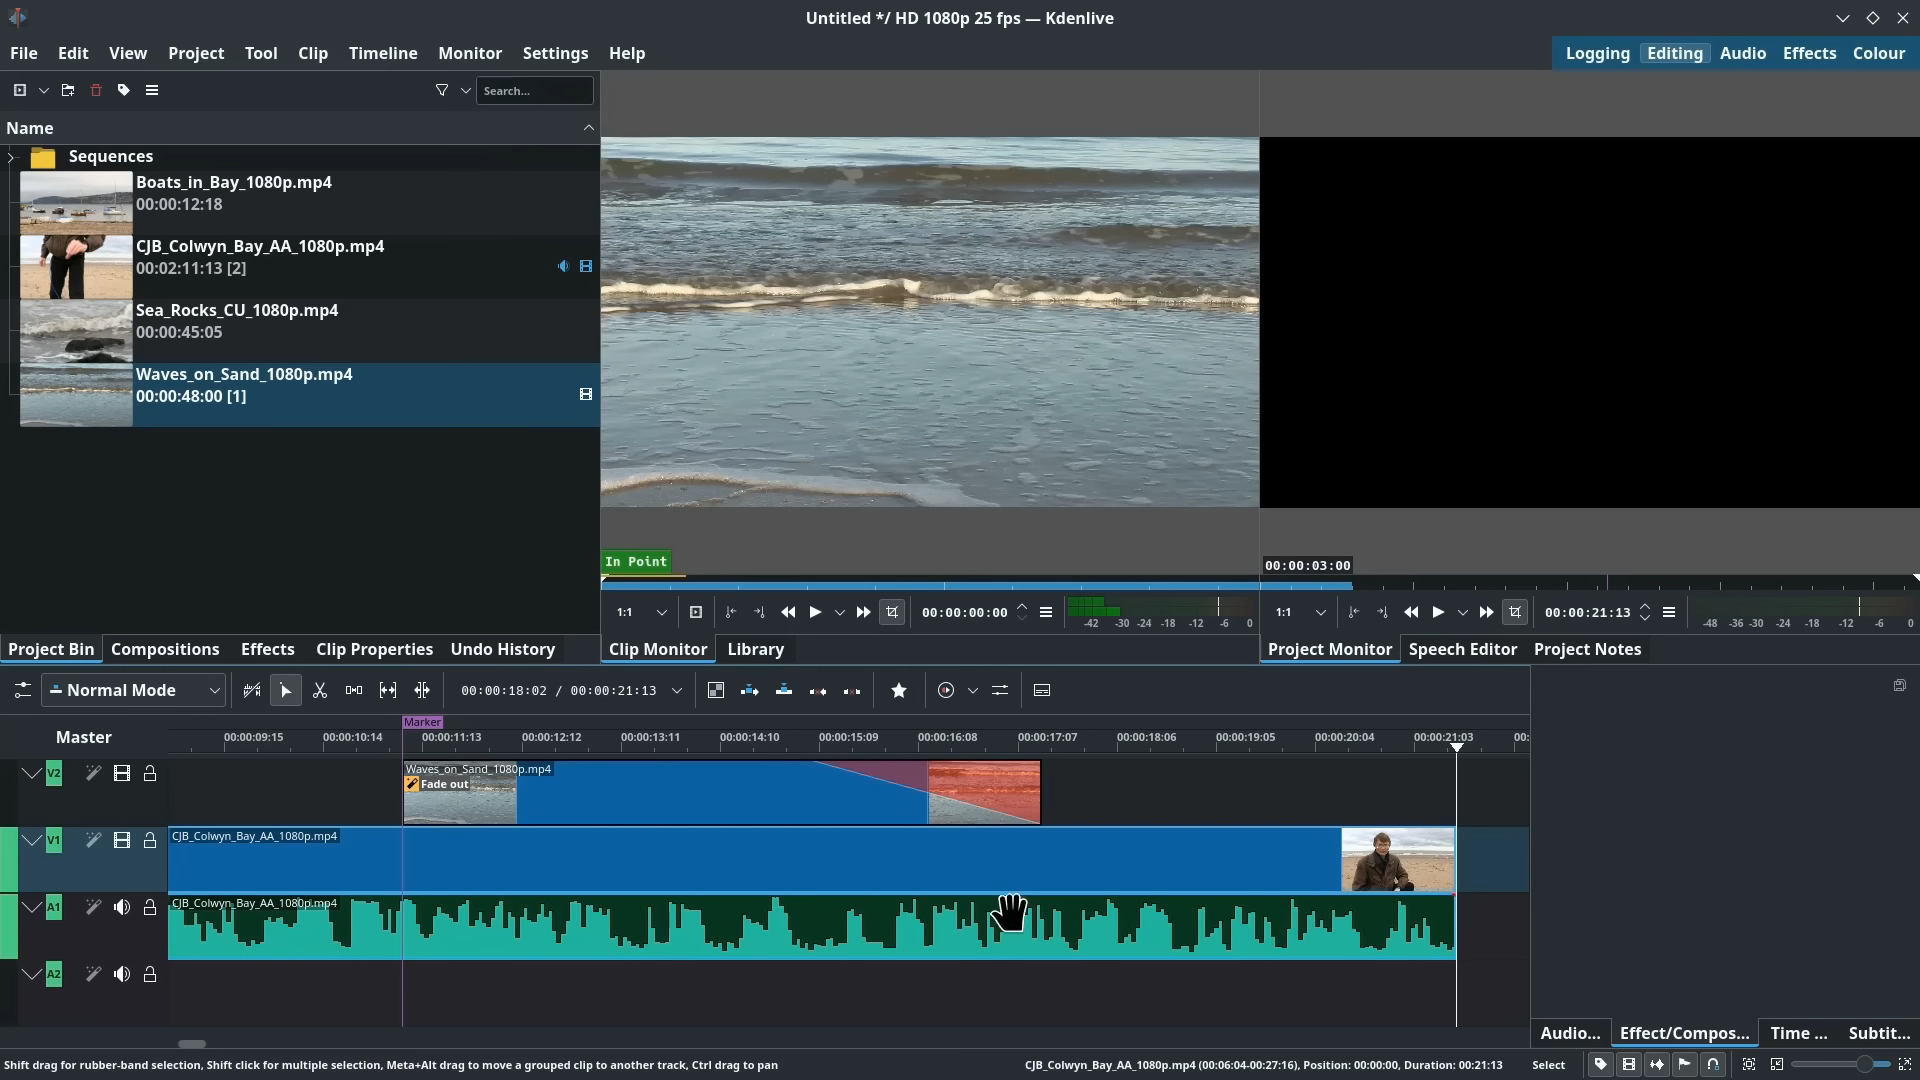 Untitled */ HD 1080p 25 fps — Kdenlive
File Edit View Project Tool Clip Timeline Monitor Settings Help
Logging Editing Audio Effects Colour
Search...
Name
Sequences
Boats_in_Bay_1080p.mp4
00:00:12:18
CJB_Colwyn_Bay_AA_1080p.mp4
00:02:11:13 [2]
Sea_Rocks_CU_1080p.mp4
00:00:45:05
Waves_on_Sand_1080p.mp4
00:00:48:00 [1]
In Point
00:00:03:00
1:1 00:00:00:00
-42 -30 -24 -18 -12 -6 0
1:1 00:00:21:13
-48 -36 -30 -24 -18 -12 -6 0
Project Bin Compositions Effects Clip Properties Undo History
Clip Monitor Library
Project Monitor Speech Editor Project Notes
Normal Mode 00:00:18:02 / 00:00:21:13
Marker
Master
00:00:09:15 00:00:10:14 00:00:11:13 00:00:12:12 00:00:13:11 00:00:14:10 00:00:15:09 00:00:16:08 00:00:17:07 00:00:18:06 00:00:19:05 00:00:20:04 00:00:21:03 00:
V2
Waves_on_Sand_1080p.mp4
Fade out
V1
CJB_Colwyn_Bay_AA_1080p.mp4
A1
CJB_Colwyn_Bay_AA_1080p.mp4
A2
Audio... Effect/Compos... Time ... Subtit...
Shift drag for rubber-band selection, Shift click for multiple selection, Meta+Alt drag to move a grouped clip to another track, Ctrl drag to pan
CJB_Colwyn_Bay_AA_1080p.mp4 (00:06:04-00:27:16), Position: 00:00:00, Duration: 00:21:13
Select